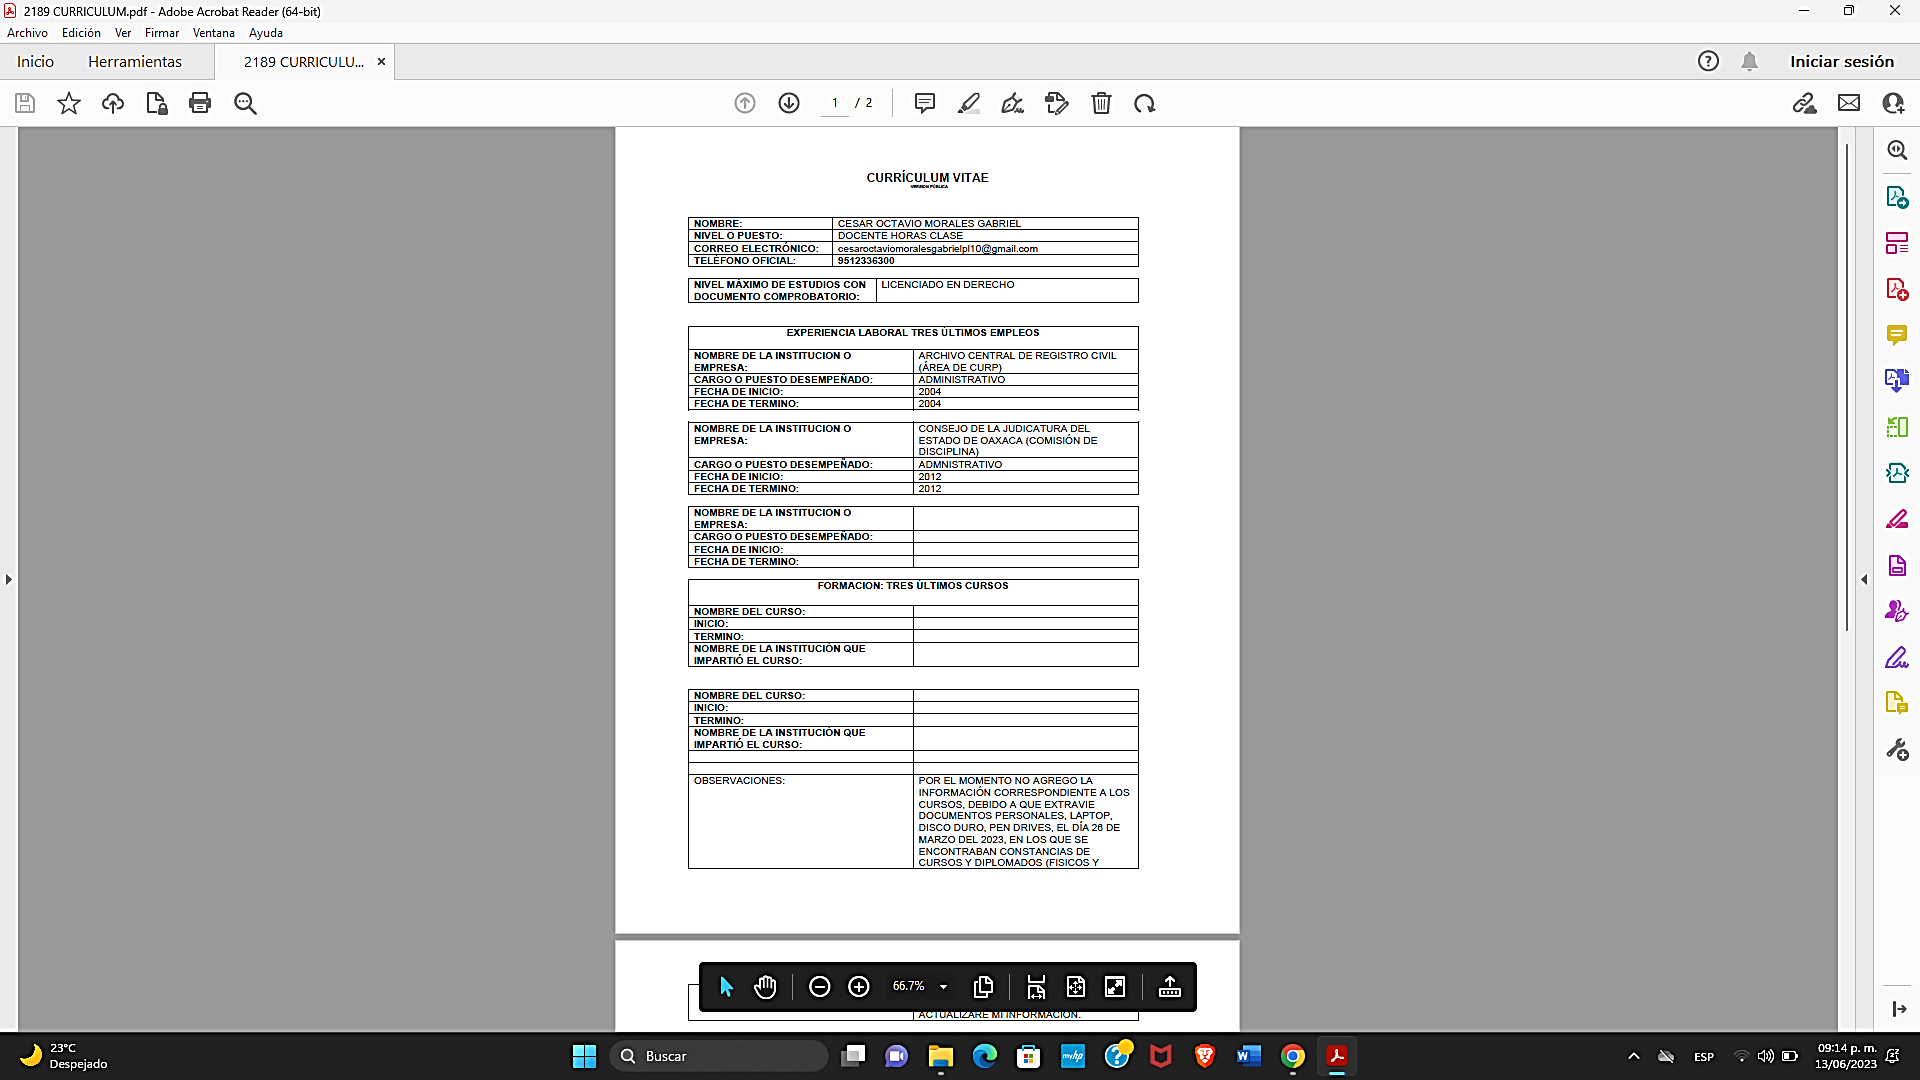 2189 CURRICULUM.pdf - Adobe Acrobat Reader (64-bit)
Archivo Edición Ver Firmar Ventana Ayuda
Inicio Herramientas 2189 CURRICULU... × Iniciar sesión
1 / 2
CURRÍCULUM VITAE
VERSION PÚBLICA
NOMBRE: CESAR OCTAVIO MORALES GABRIEL
NIVEL O PUESTO: DOCENTE HORAS CLASE
CORREO ELECTRÓNICO: cesaroctaviomoralesgabrielpl10@gmail.com
TELÉFONO OFICIAL: 9512336300
NIVEL MÁXIMO DE ESTUDIOS CON LICENCIADO EN DERECHO
DOCUMENTO COMPROBATORIO:
EXPERIENCIA LABORAL TRES ÚLTIMOS EMPLEOS
NOMBRE DE LA INSTITUCION O ARCHIVO CENTRAL DE REGISTRO CIVIL
EMPRESA: (ÁREA DE CURP)
CARGO O PUESTO DESEMPEÑADO: ADMINISTRATIVO
FECHA DE INICIO: 2004
FECHA DE TERMINO: 2004
NOMBRE DE LA INSTITUCION O CONSEJO DE LA JUDICATURA DEL
EMPRESA: ESTADO DE OAXACA (COMISIÓN DE
DISCIPLINA)
CARGO O PUESTO DESEMPEÑADO: ADMNISTRATIVO
FECHA DE INICIO: 2012
FECHA DE TERMINO: 2012
NOMBRE DE LA INSTITUCION O
EMPRESA:
CARGO O PUESTO DESEMPEÑADO:
FECHA DE INICIO:
FECHA DE TERMINO:
FORMACION: TRES ÚLTIMOS CURSOS
NOMBRE DEL CURSO:
INICIO:
TERMINO:
NOMBRE DE LA INSTITUCIÓN QUE
IMPARTIÓ EL CURSO:
NOMBRE DEL CURSO:
INICIO:
TERMINO:
NOMBRE DE LA INSTITUCIÓN QUE
IMPARTIÓ EL CURSO:
OBSERVACIONES: POR EL MOMENTO NO AGREGO LA
INFORMACIÓN CORRESPONDIENTE A LOS
CURSOS, DEBIDO A QUE EXTRAVIE
DOCUMENTOS PERSONALES, LAPTOP,
DISCO DURO, PEN DRIVES, EL DÍA 26 DE
MARZO DEL 2023, EN LOS QUE SE
ENCONTRABAN CONSTANCIAS DE
CURSOS Y DIPLOMADOS (FISICOS Y
66.7%
ACTUALIZARE MI INFORMACION.
23°C
Despejado
Buscar
myhp
ESP
09:14 p. m.
13/06/2023